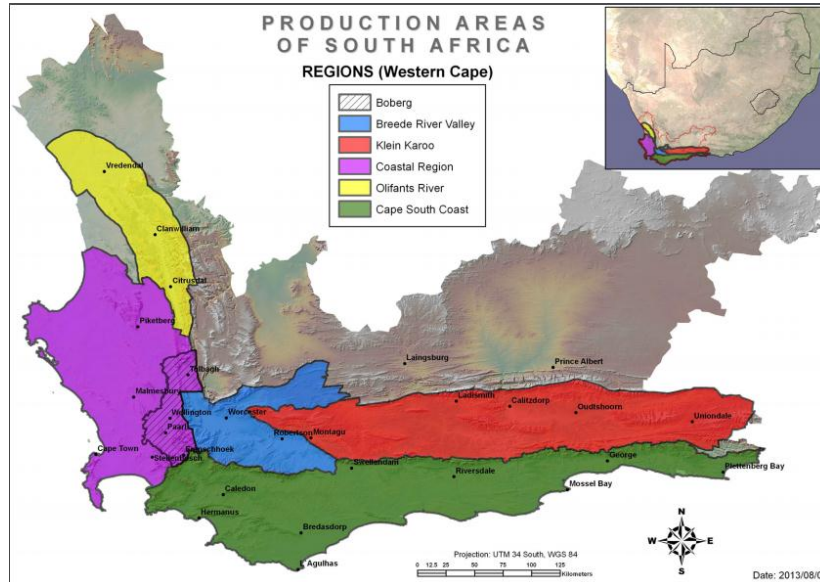 PRODUCTION AREAS
OF SOUTH AFRICA
REGIONS (Western Cape)
Boberg
Breede River Valley
Klein Karoo
Coastal Region
Olifants River
Cape South Coast
Vredendal
Clanwilliam
Citrusdal
Piketberg
Tulbagh
Laingsburg
Prince Albert
Malmesbury
Wellington
Worcester
Ladismith
Calitzdorp
Oudtshoorn
Uniondale
Paarl
Robertson
Montagu
Cape Town
Stellenbosch
Franschhoek
Swellendam
Riversdale
George
Plettenberg Bay
Mossel Bay
Caledon
Hermanus
Bredasdorp
L'Agulhas
N
W
E
S
Projection: UTM 34 South, WGS 84
0 12.5 25 50 75 100 125
Kilometers
Date: 2013/08/0